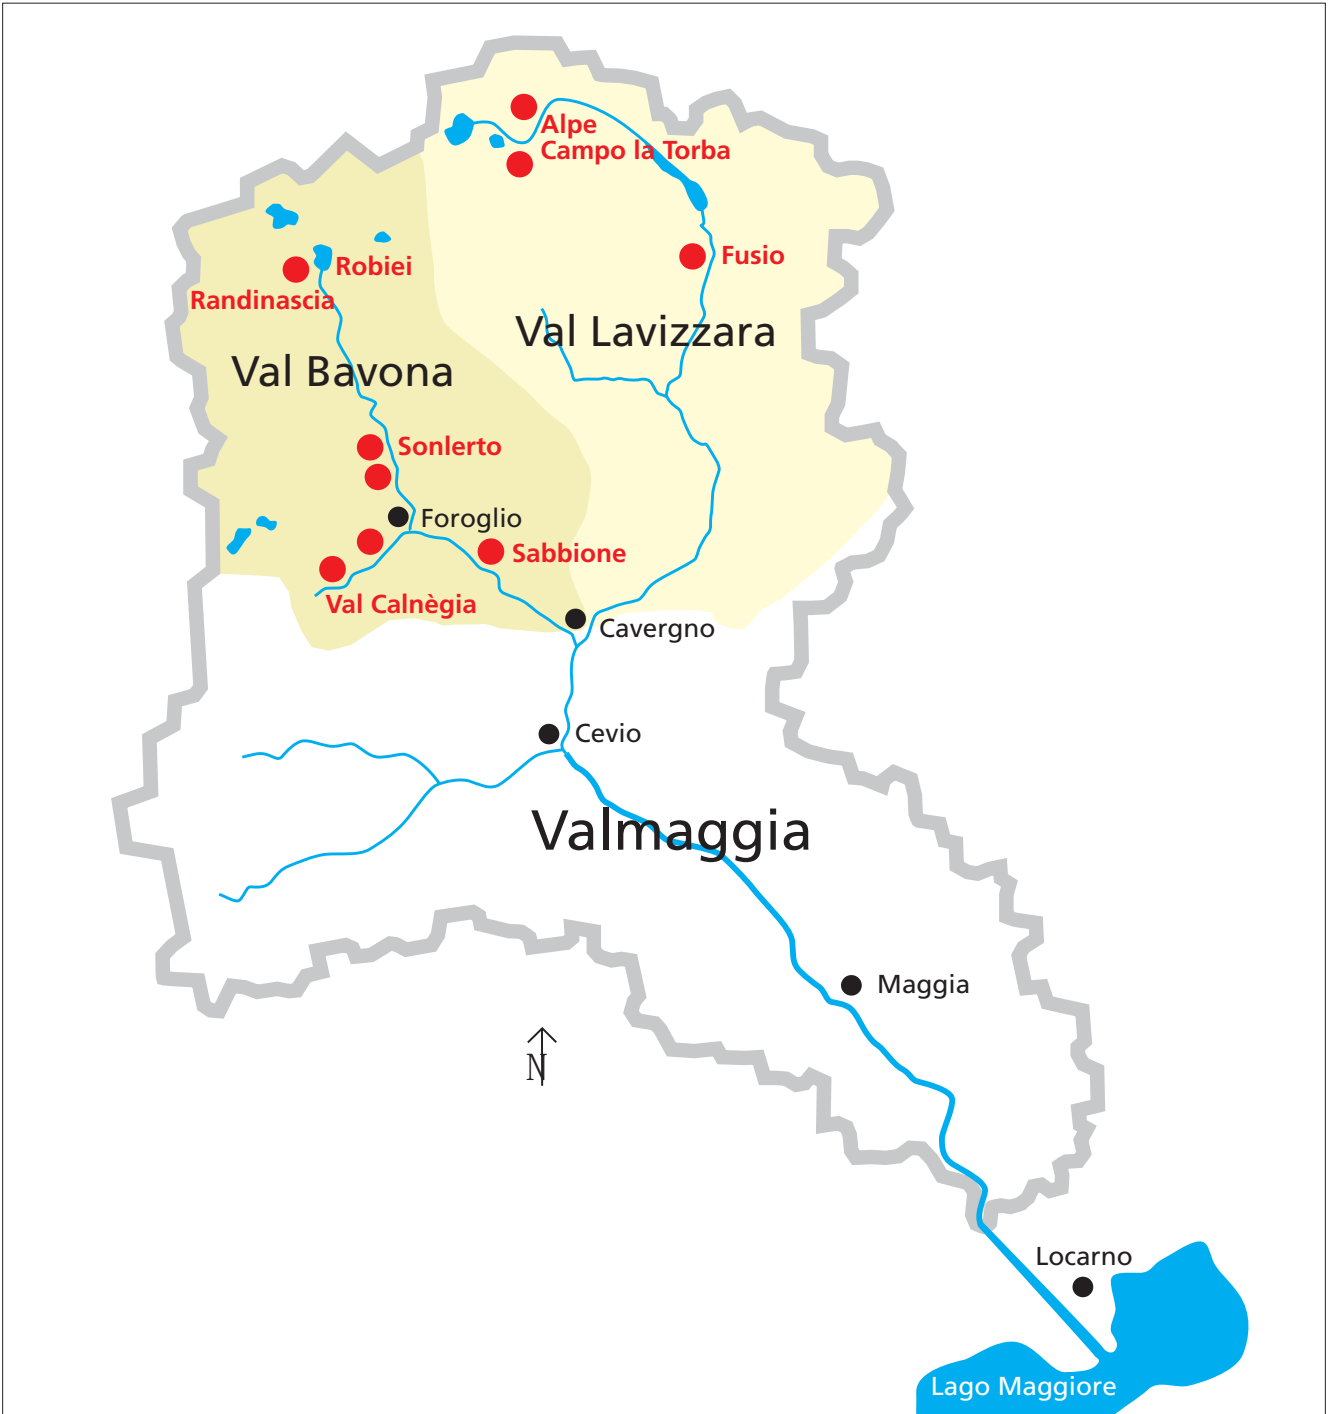 Alpe
Campo la Torba
Fusio
Robiei
Randinascia
Val Lavizzara
Val Bavona
Sonlerto
Foroglio
Sabbione
Val Calnègia
Cavergno
Cevio
Valmaggia
Maggia
N
Locarno
Lago Maggiore